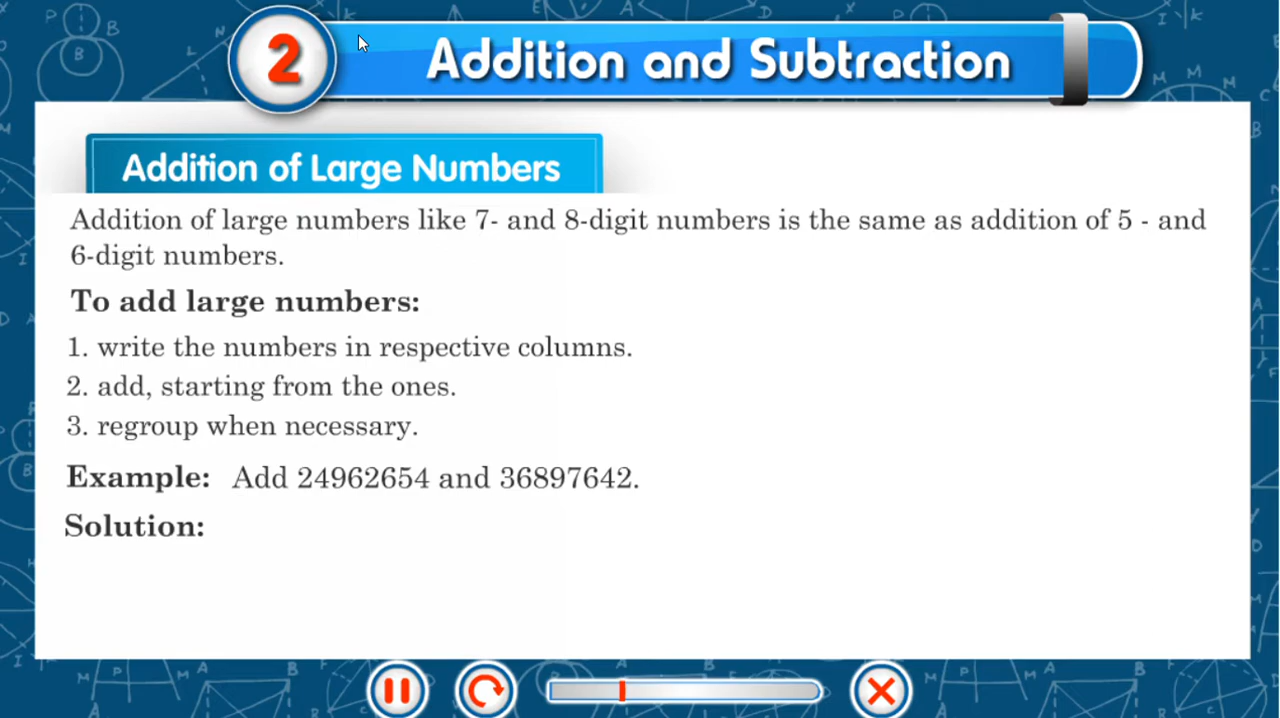 2
Addition and Subtraction
Addition of Large Numbers
Addition of large numbers like 7- and 8-digit numbers is the same as addition of 5 - and
6-digit numbers.
To add large numbers:
1. write the numbers in respective columns.
2. add, starting from the ones.
3. regroup when necessary.
Example: Add 24962654 and 36897642.
Solution: